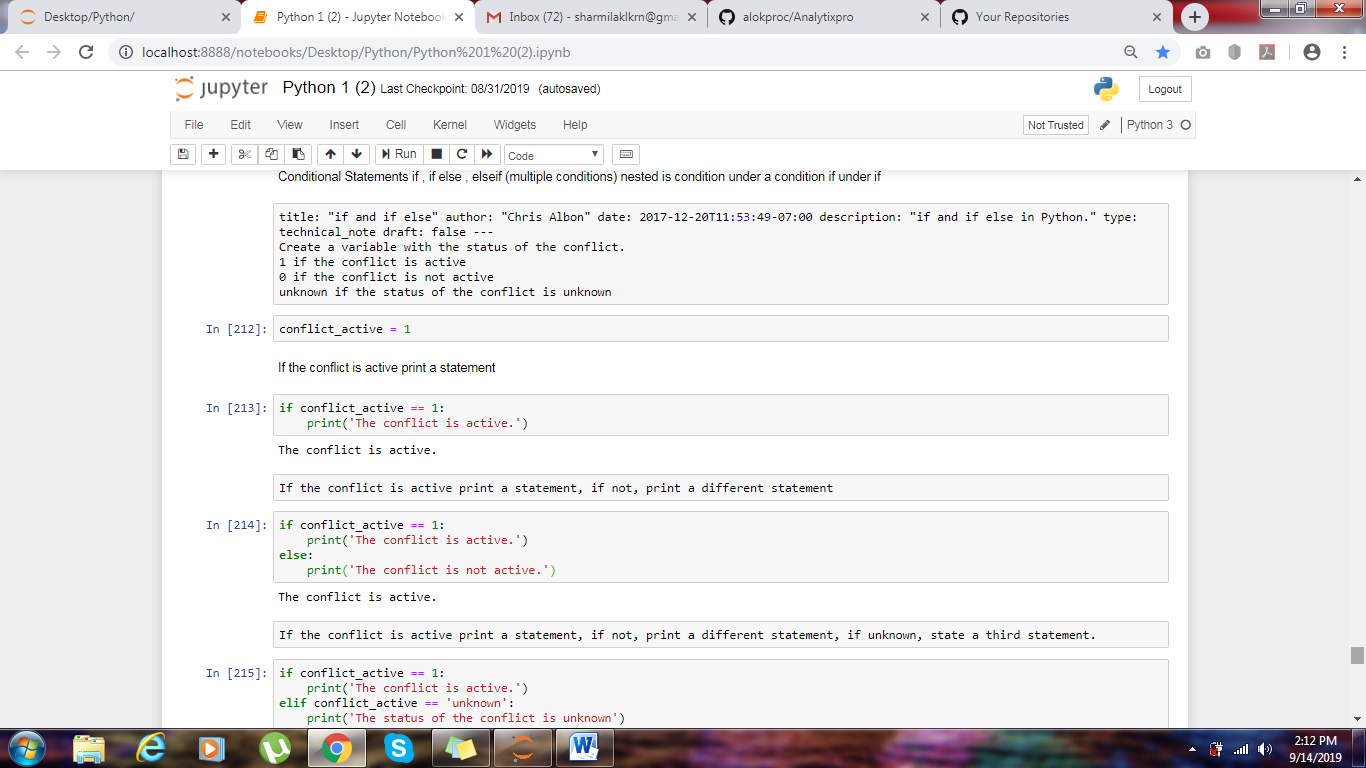 Desktop/Python/
Python 1 (2) - Jupyter Notebook
Inbox (72) - sharmilaklkrn@gma
alokproc/Analytixpro
Your Repositories
localhost:8888/notebooks/Desktop/Python/Python%201%20(2).ipynb
jupyter Python 1 (2) Last Checkpoint: 08/31/2019 (autosaved)
Logout
File Edit View Insert Cell Kernel Widgets Help
Not Trusted
Python 3
Run
Code
Conditional Statements if , if else , elseif (multiple conditions) nested is condition under a condition if under if
title: "if and if else" author: "Chris Albon" date: 2017-12-20T11:53:49-07:00 description: "if and if else in Python." type:
technical_note draft: false ---
Create a variable with the status of the conflict.
1 if the conflict is active
0 if the conflict is not active
unknown if the status of the conflict is unknown
In [212]: conflict_active = 1
If the conflict is active print a statement
In [213]: if conflict_active == 1:
print('The conflict is active.')
The conflict is active.
If the conflict is active print a statement, if not, print a different statement
In [214]: if conflict_active == 1:
print('The conflict is active.')
else:
print('The conflict is not active.')
The conflict is active.
If the conflict is active print a statement, if not, print a different statement, if unknown, state a third statement.
In [215]: if conflict_active == 1:
print('The conflict is active.')
elif conflict_active == 'unknown':
print('The status of the conflict is unknown')
2:12 PM
9/14/2019